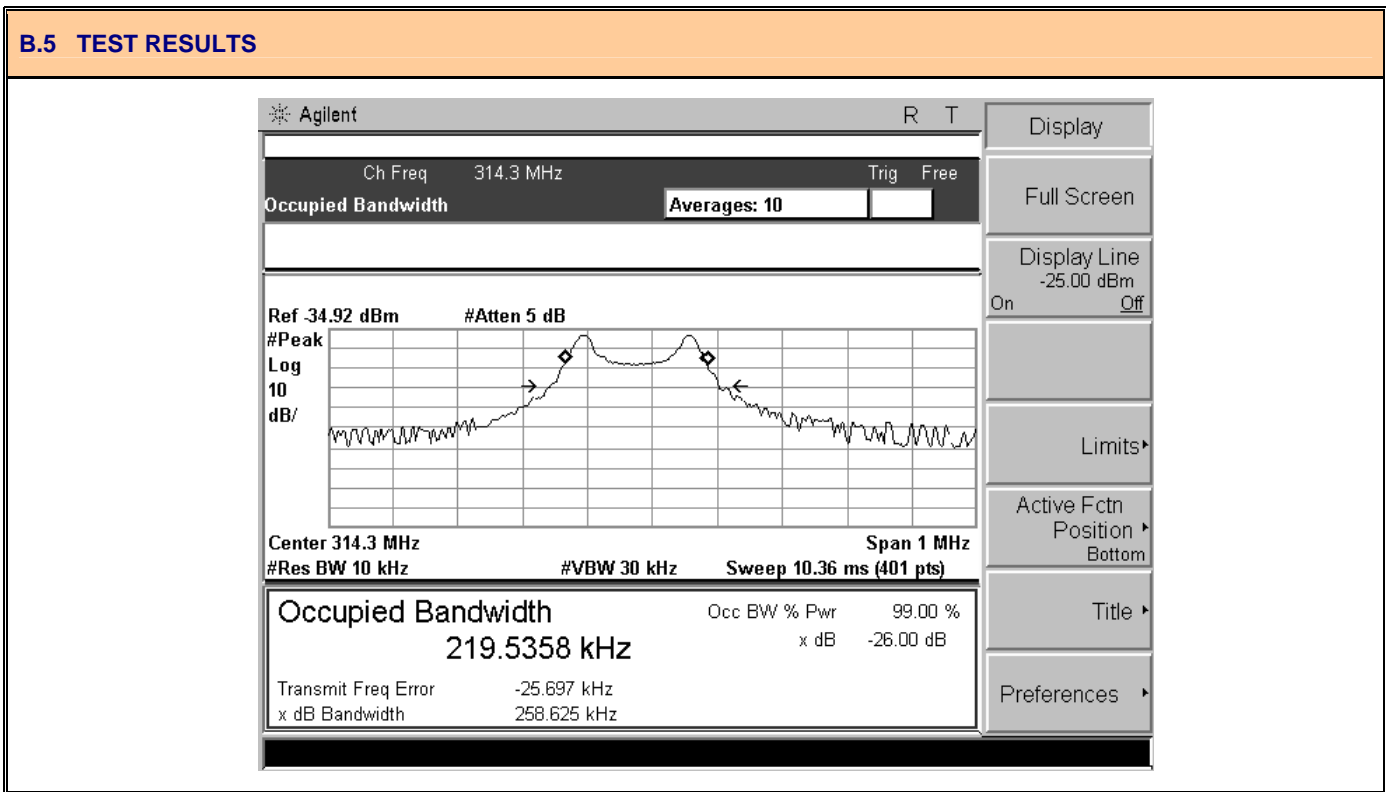 B.5 TEST RESULTS
Agilent R T
Ch Freq 314.3 MHz Trig Free
Occupied Bandwidth Averages: 10
Ref -34.92 dBm #Atten 5 dB
#Peak
Log
10
dB/
Center 314.3 MHz Span 1 MHz
#Res BW 10 kHz #VBW 30 kHz Sweep 10.36 ms (401 pts)
Occupied Bandwidth Occ BW % Pwr 99.00 %
219.5358 kHz x dB -26.00 dB
Transmit Freq Error -25.697 kHz
x dB Bandwidth 258.625 kHz
Display
Full Screen
Display Line
-25.00 dBm
On Off
Limits
Active Fctn
Position
Bottom
Title
Preferences